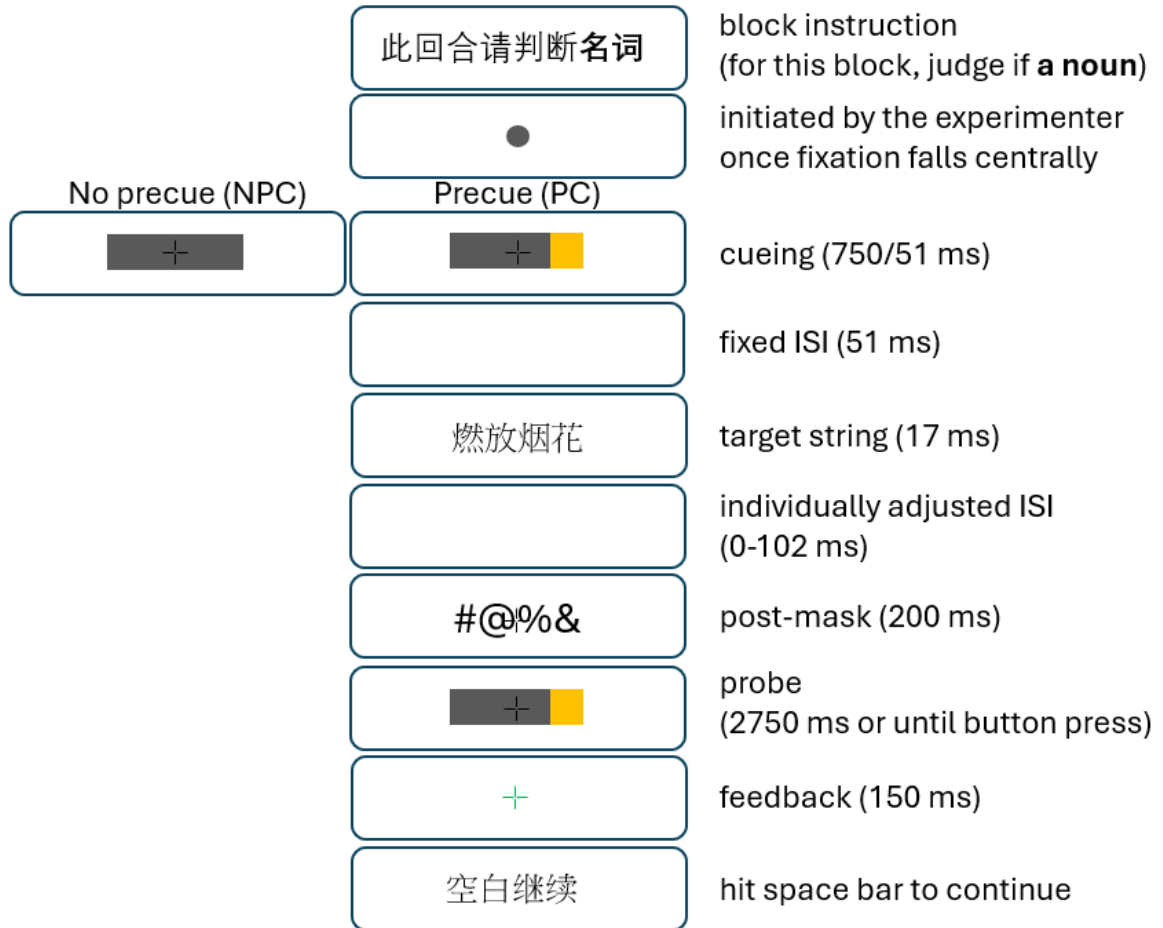 此回合请判断名词
block instruction
(for this block, judge if a noun)
initiated by the experimenter
once fixation falls centrally
No precue (NPC)
Precue (PC)
cueing (750/51 ms)
fixed ISI (51 ms)
燃放烟花
target string (17 ms)
individually adjusted ISI
(0-102 ms)
#@%&
post-mask (200 ms)
probe
(2750 ms or until button press)
feedback (150 ms)
空白继续
hit space bar to continue